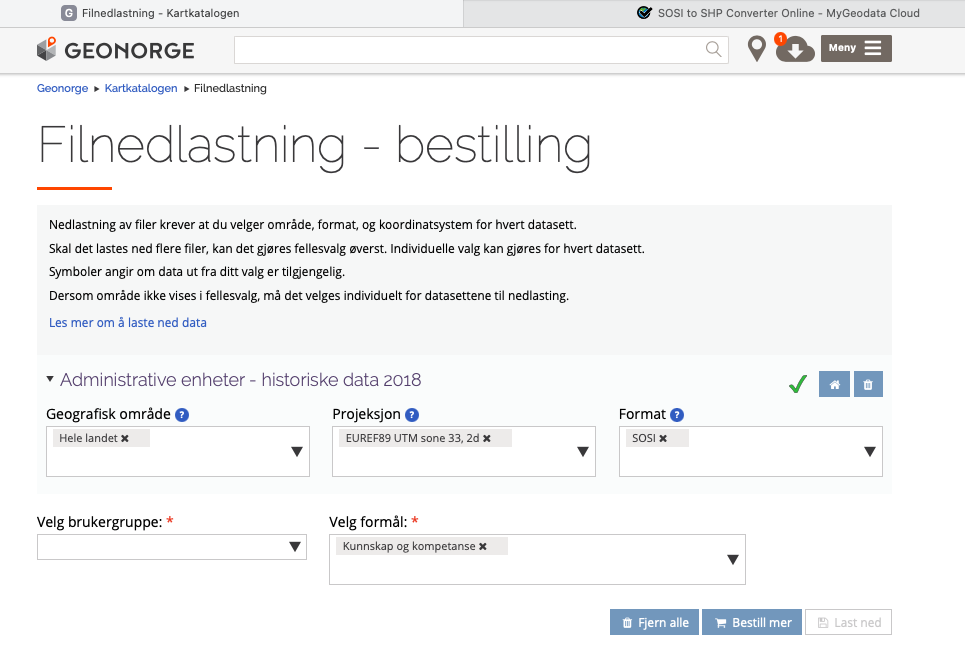 G Filnedlastning - Kartkatalogen
SOSI to SHP Converter Online - MyGeodata Cloud
GEONORGE
1
Meny
Geonorge ▸ Kartkatalogen ▸ Filnedlastning
Filnedlastning - bestilling
Nedlastning av filer krever at du velger område, format, og koordinatsystem for hvert datasett.
Skal det lastes ned flere filer, kan det gjøres fellesvalg øverst. Individuelle valg kan gjøres for hvert datasett.
Symboler angir om data ut fra ditt valg er tilgjengelig.
Dersom område ikke vises i fellesvalg, må det velges individuelt for datasettene til nedlasting.
Les mer om å laste ned data
Administrative enheter - historiske data 2018
Geografisk område ?
Projeksjon ?
Format ?
Hele landet ✖
EUREF89 UTM sone 33, 2d ✖
SOSI ✖
Velg brukergruppe: *
Velg formål: *
Kunnskap og kompetanse ✖
Fjern alle
Bestill mer
Last ned